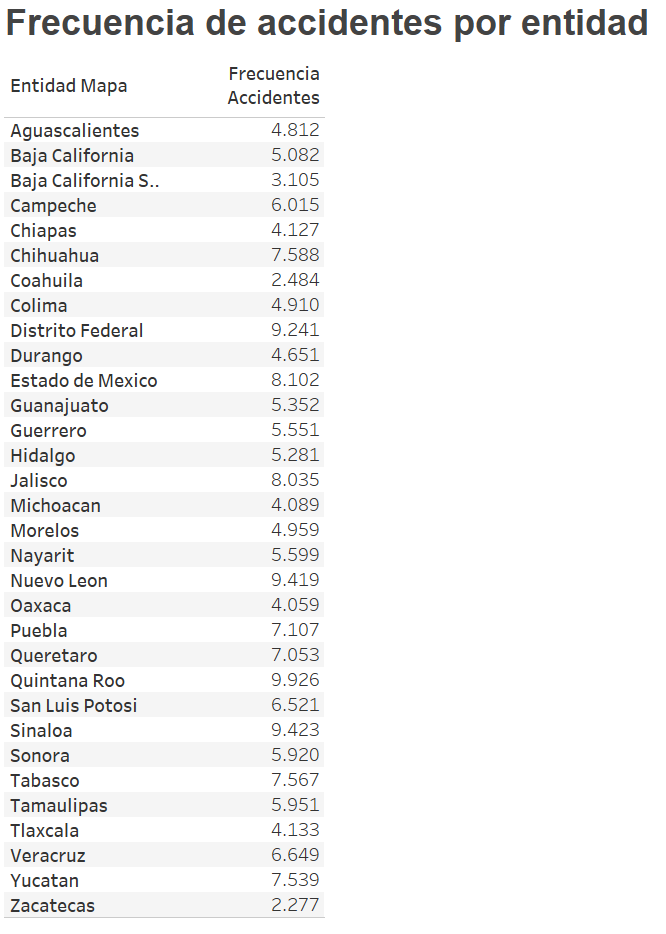 Frecuencia de accidentes por entidad
Entidad Mapa Frecuencia Accidentes
Aguascalientes 4.812
Baja California 5.082
Baja California S.. 3.105
Campeche 6.015
Chiapas 4.127
Chihuahua 7.588
Coahuila 2.484
Colima 4.910
Distrito Federal 9.241
Durango 4.651
Estado de Mexico 8.102
Guanajuato 5.352
Guerrero 5.551
Hidalgo 5.281
Jalisco 8.035
Michoacan 4.089
Morelos 4.959
Nayarit 5.599
Nuevo Leon 9.419
Oaxaca 4.059
Puebla 7.107
Queretaro 7.053
Quintana Roo 9.926
San Luis Potosi 6.521
Sinaloa 9.423
Sonora 5.920
Tabasco 7.567
Tamaulipas 5.951
Tlaxcala 4.133
Veracruz 6.649
Yucatan 7.539
Zacatecas 2.277